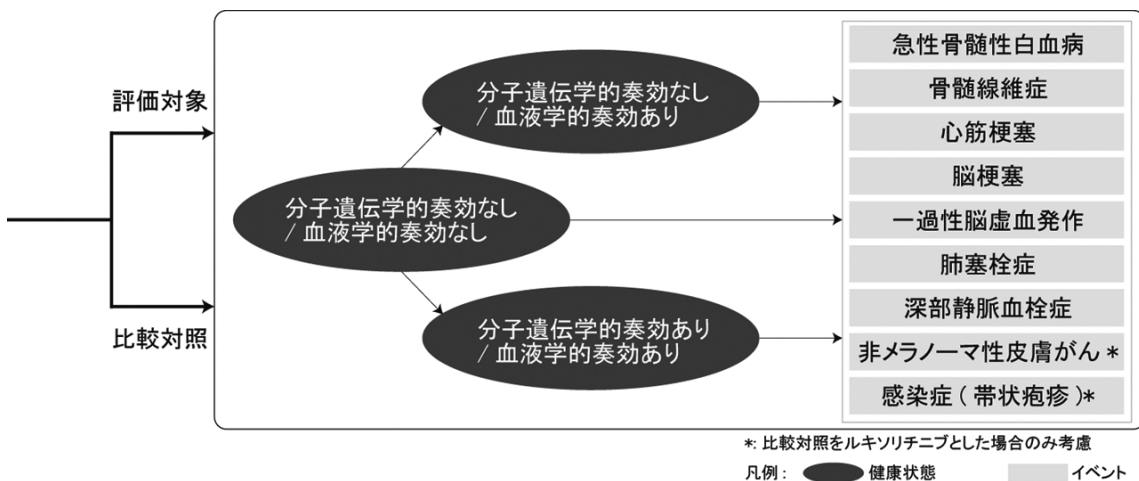 評価対象
比較対照
分子遺伝学的奏効なし
/ 血液学的奏効あり
分子遺伝学的奏効なし
/ 血液学的奏効なし
分子遺伝学的奏効あり
/ 血液学的奏効あり
急性骨髄性白血病
骨髄線維症
心筋梗塞
脳梗塞
一過性脳虚血発作
肺塞栓症
深部静脈血栓症
非メラノーマ性皮膚がん *
感染症 ( 帯状疱疹 )*
*: 比較対照をルキソリチニブとした場合のみ考慮
凡例 : 健康状態 イベント